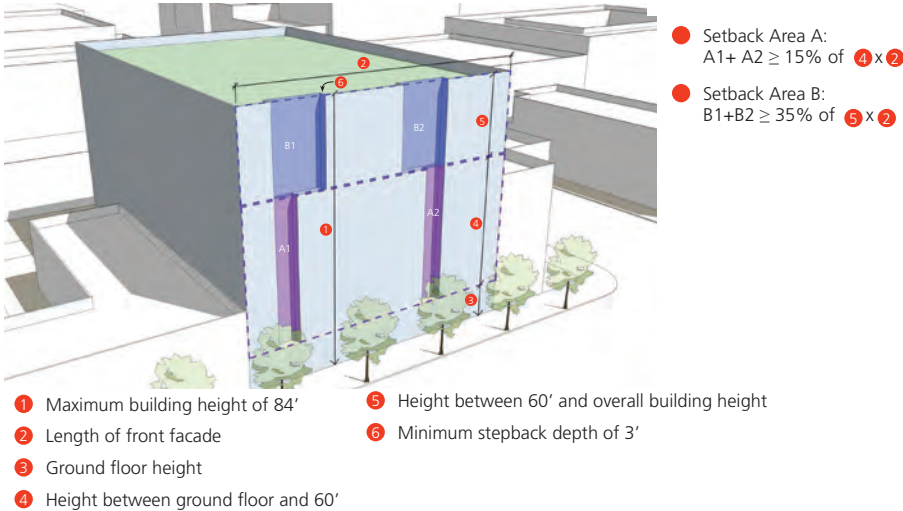 Setback Area A:
A1+ A2 ≥ 15% of 4 x 2
Setback Area B:
B1+B2 ≥ 35% of 5 x 2
2
6
B1
B2
5
1
A1
A2
4
3
1 Maximum building height of 84’
2 Length of front facade
3 Ground floor height
4 Height between ground floor and 60’
5 Height between 60’ and overall building height
6 Minimum stepback depth of 3’